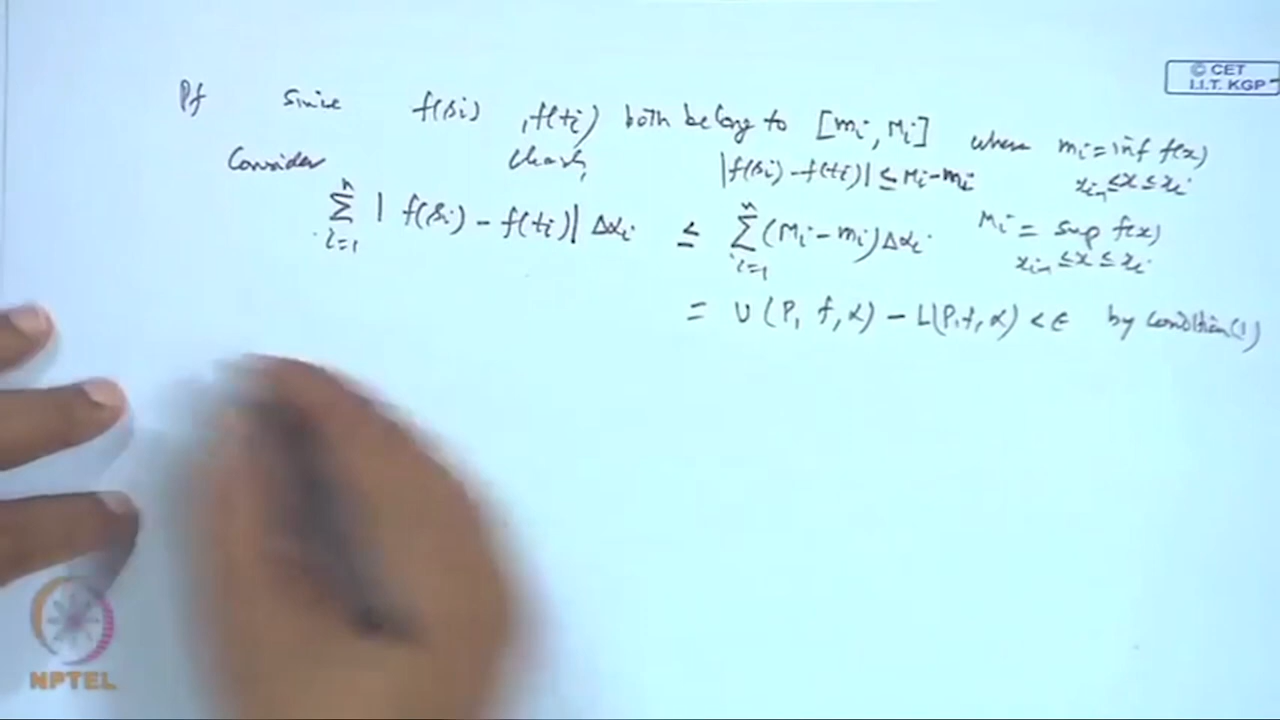 © CET
I.I.T. KGP
Pf Since f(si) , f(ti) both belong to [mi, Mi] where mi = inf f(x)
xi-1 ≤ x ≤ xi
Consider clearly, |f(si) - f(ti)| ≤ Mi - mi
n∑i=1 | f(si) - f(ti)| Δαi ≤ n∑i=1 (Mi - mi) Δαi Mi = sup f(x)
xi-1 ≤ x ≤ xi
= U (P, f, α) - L(P, f, α) < ε by condition (1)
NPTEL